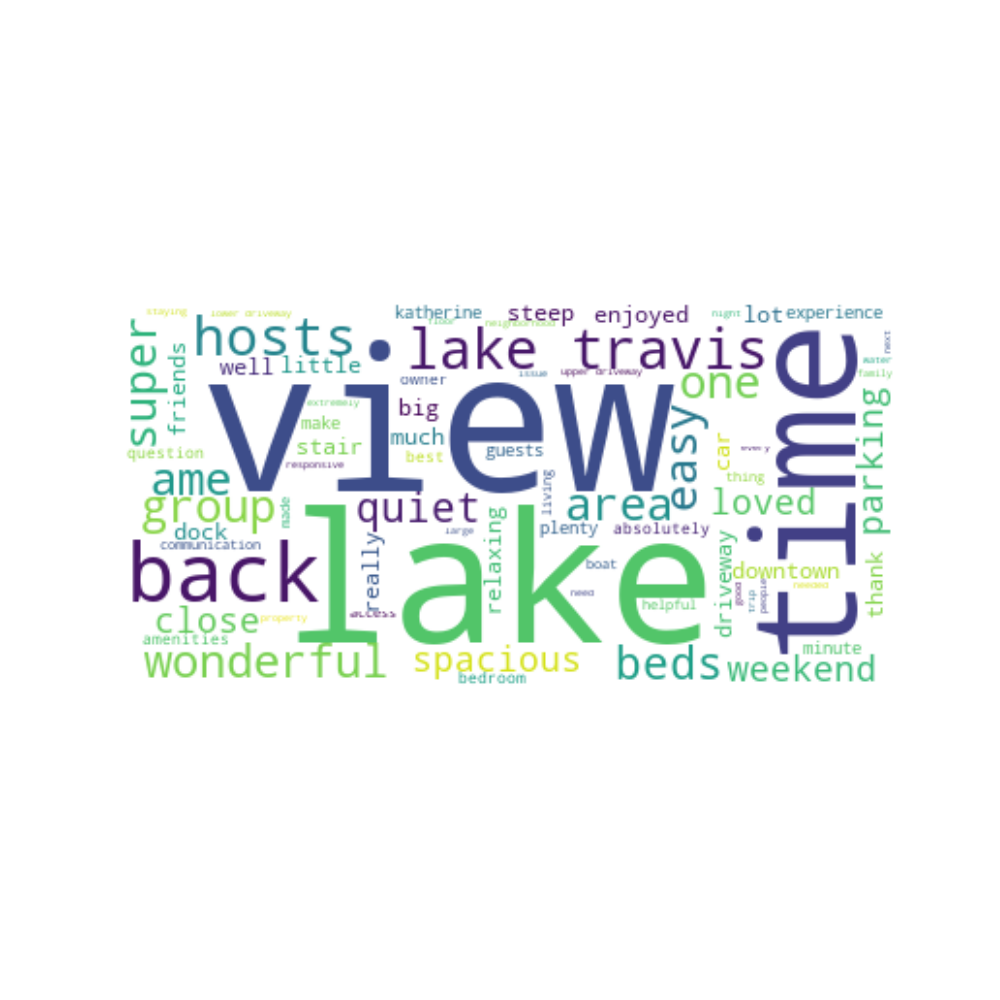 staying
lower driveway
katherine
steep
enjoyed
night
lot
experience
super
friends
hosts
floor
neighborhood
lake travis
time
next
well
little
owner
issue
upper driveway
one
water
family
view
extremely
big
make
much
stair
best
guests
easy
car
every
parking
question
responsive
ame
living
area
thing
loved
group
made
quiet
relaxing
plenty
absolutely
dock
communication
really
large
boat
driveway
downtown
thank
back
lake
need
good
trip
people
needed
access
helpful
close
property
amenities
wonderful
spacious
bedroom
beds
minute
weekend